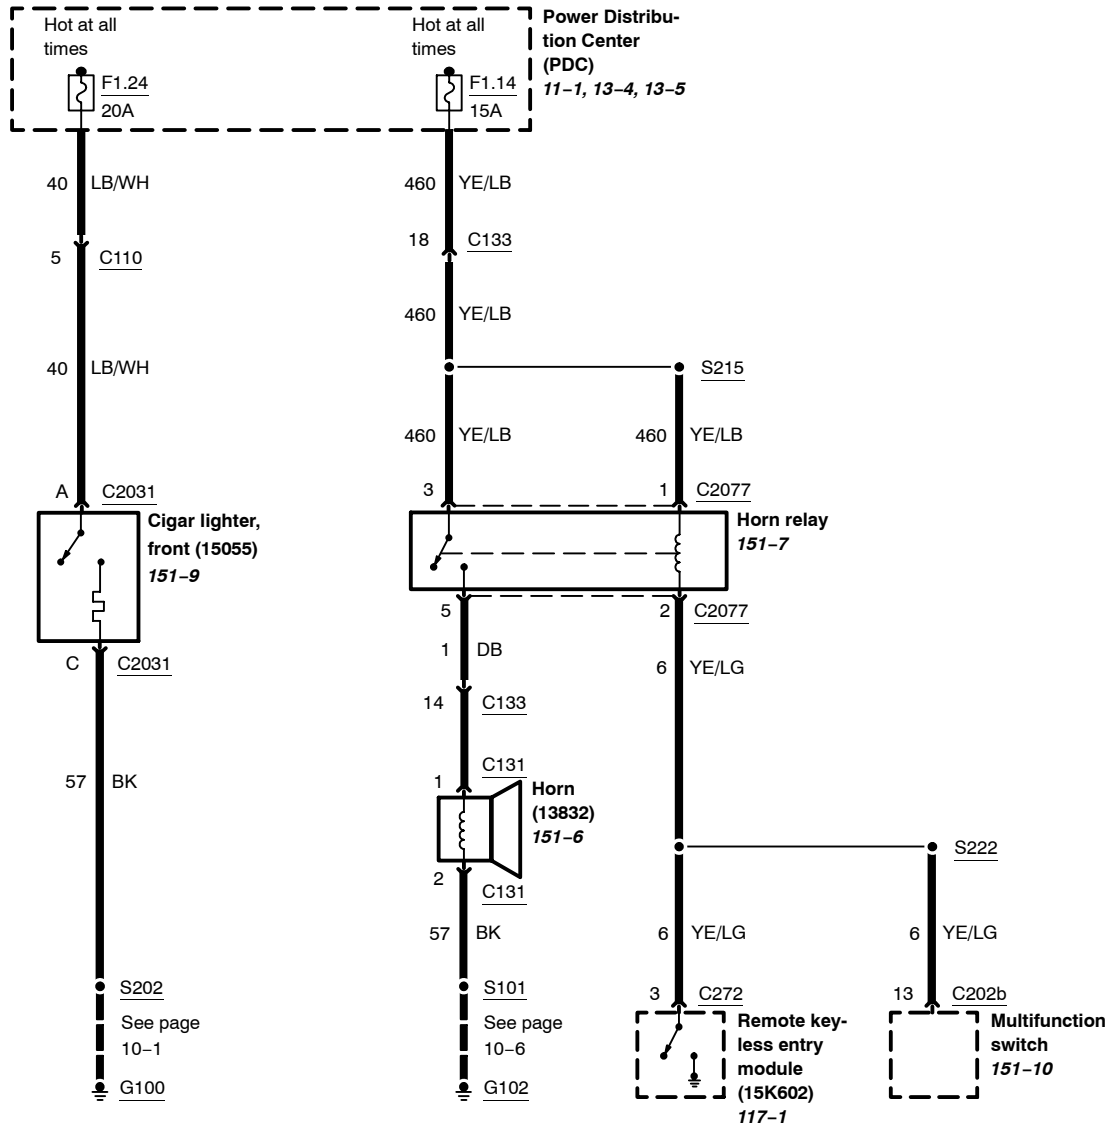 Hot at all
times
F1.24
20A
Hot at all
times
F1.14
15A
Power Distribu-
tion Center
(PDC)
11−1, 13−4, 13−5
40 LB/WH
460 YE/LB
5 C110
18 C133
460 YE/LB
40 LB/WH
S215
460 YE/LB
460 YE/LB
A C2031
3
1 C2077
Cigar lighter,
front (15055)
151−9
Horn relay
151−7
5
2 C2077
C C2031
1 DB
6 YE/LG
14 C133
57 BK
1 C131
Horn
(13832)
151−6
2 C131
S222
57 BK
6 YE/LG
6 YE/LG
S202
See page
10−1
G100
S101
See page
10−6
G102
3 C272
Remote key-
less entry
module
(15K602)
117−1
13 C202b
Multifunction
switch
151−10